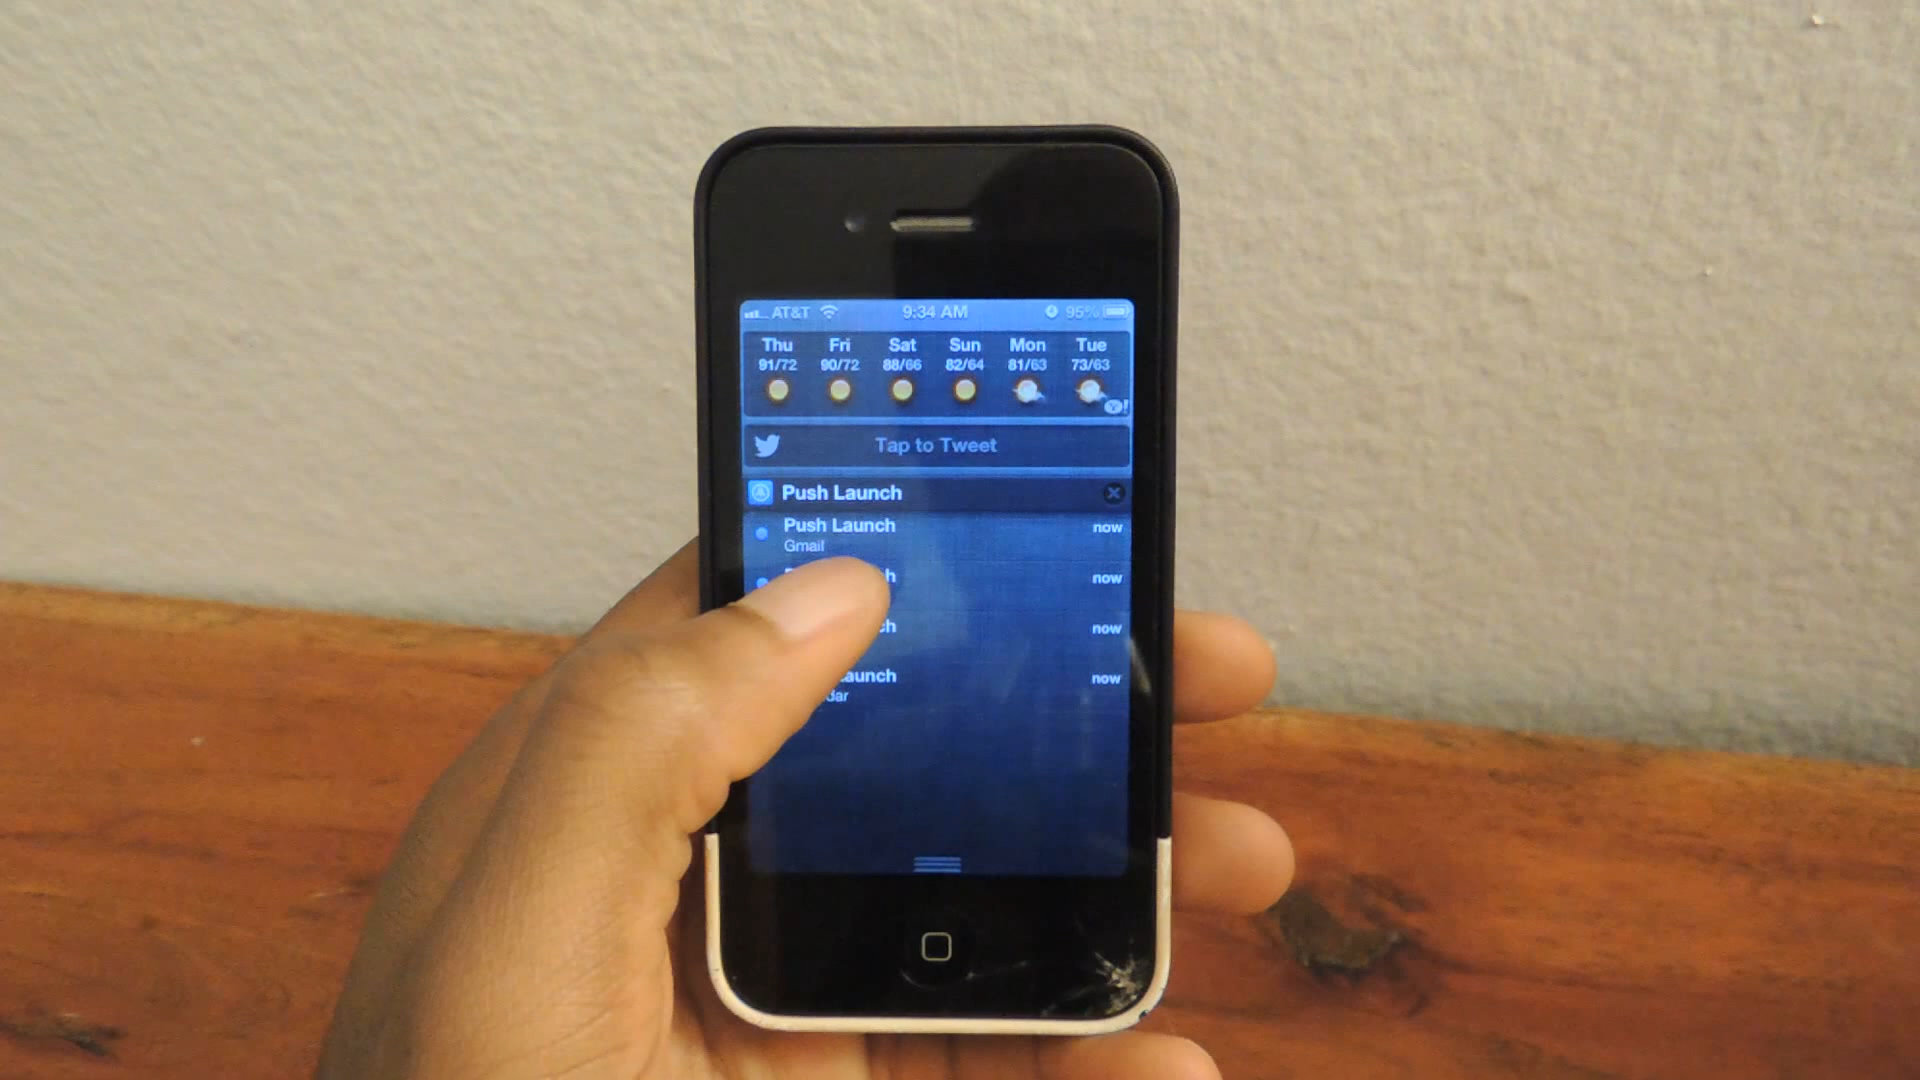 AT&T 9:34 AM 95%
Thu Fri Sat Sun Mon Tue
91/72 90/72 88/66 82/64 81/63 73/63
Y!
Tap to Tweet
Push Launch
Push Launch now
Gmail
now
now
now